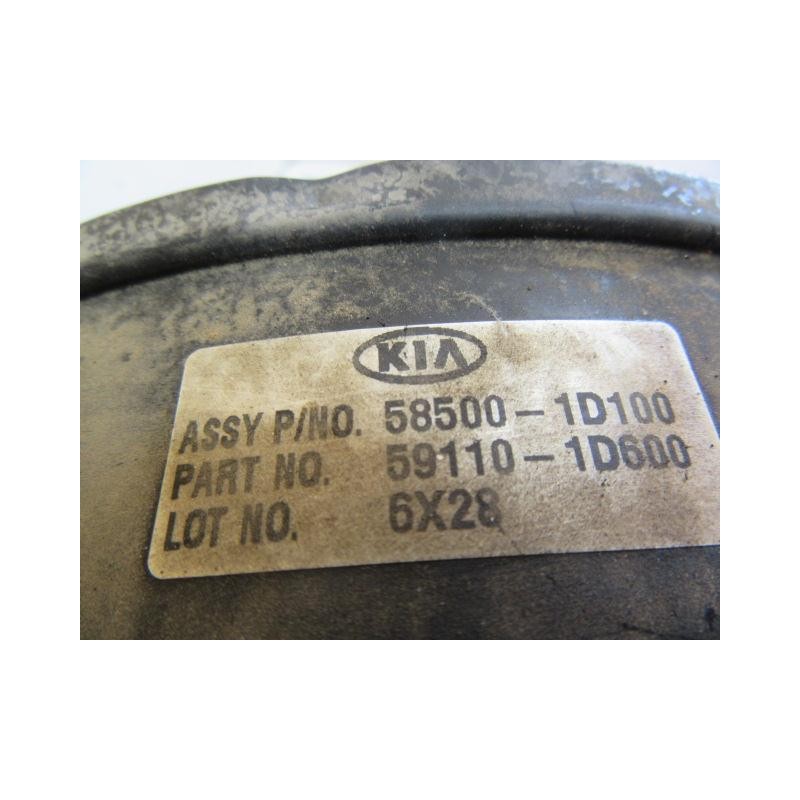 KIA
ASSY P/NO. 58500-1D100
PART NO. 59110-1D600
LOT NO. 6X28